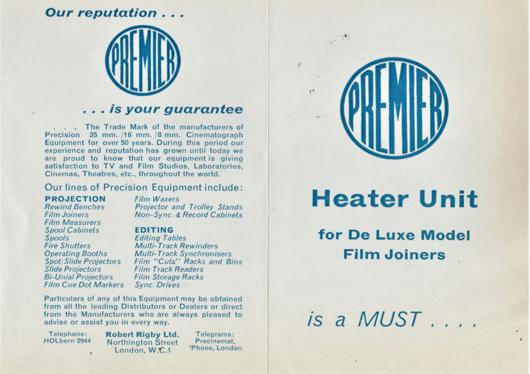 Our reputation . . .
PREMIER
. . . is your guarantee
. . . . The Trade Mark of the manufacturers of
Precision 35 mm. /16 mm. /8 mm. Cinematograph
Equipment for over 50 years. During this period our
experience and reputation has grown until today we
are proud to know that our equipment is giving
satisfaction to TV and Film Studios, Laboratories,
Cinemas, Theatres, etc., throughout the world.
Our lines of Precision Equipment include:
PROJECTION
Rewind Benches
Film Joiners
Film Measurers
Spool Cabinets
Spools
Fire Shutters
Operating Booths
Spot/Slide Projectors
Slide Projectors
Bi-Unial Projectors
Film Cue Dot Markers
Film Waxers
Projector and Trolley Stands
Non-Sync. & Record Cabinets
EDITING
Editing Tables
Multi-Track Rewinders
Multi-Track Synchronisers
Film "Cuts" Racks and Bins
Film Track Readers
Film Storage Racks
Sync. Drives
Particulars of any of this Equipment may be obtained
from all the leading Distributors or Dealers or direct
from the Manufacturers who are always pleased to
advise or assist you in every way.
Telephone:
HOLborn 2944
Robert Rigby Ltd.
Northington Street
London, W.C.1
Telegrams:
Precinemat,
'Phone, London
PREMIER
Heater Unit
for De Luxe Model
Film Joiners
is a MUST . . . .